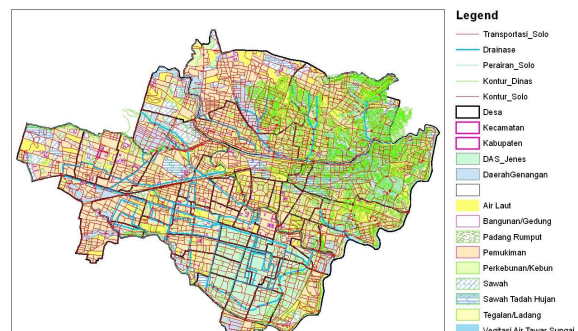 Legend
Transportasi_Solo
Drainase
Perairan_Solo
Kontur_Dinas
Kontur_Solo
Desa
Kecamatan
Kabupaten
DAS_Jenes
DaerahGenangan
Air Laut
Bangunan/Gedung
Padang Rumput
Pemukiman
Perkebunan/Kebun
Sawah
Sawah Tadah Hujan
Tegalan/Ladang
Vegitasi Air Tawar Sungai